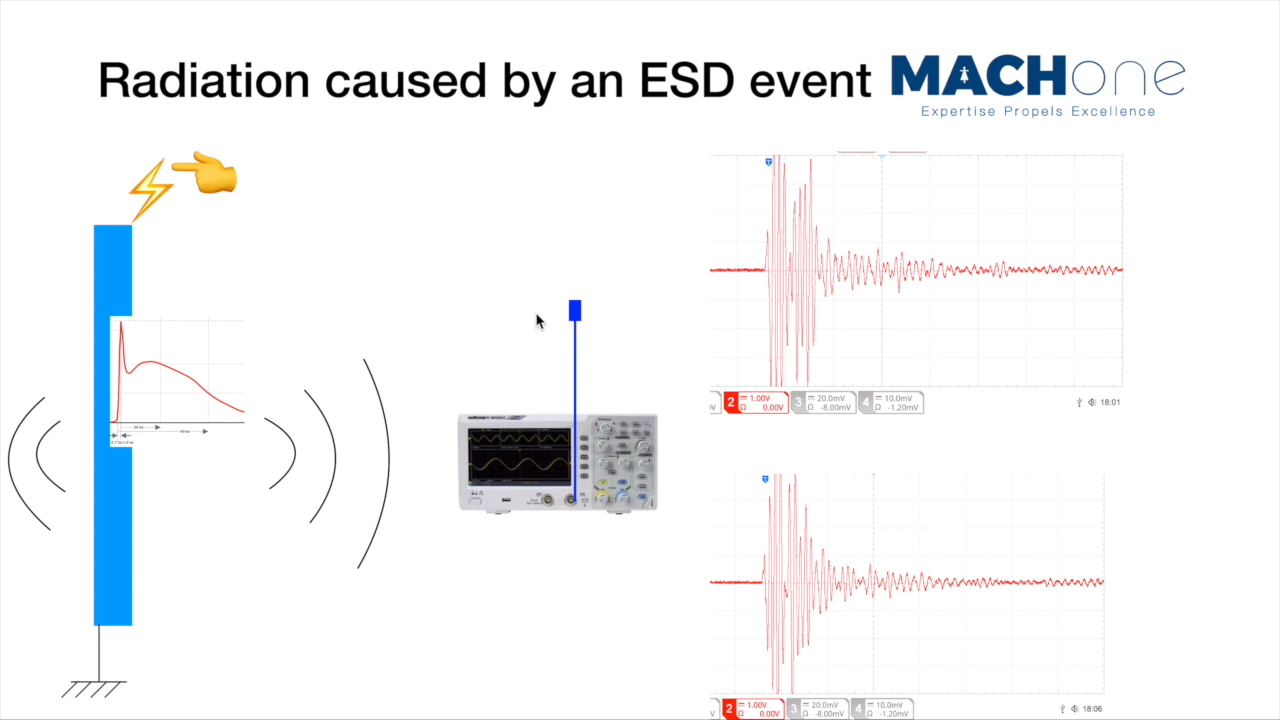 Radiation caused by an ESD event
MACHone
Expertise Propels Excellence
T
2 1.00V
Ω 0.00V
3 20.0mV
Ω -8.00mV
4 10.0mV
Ω -1.20mV
18:01
T
2 1.00V
Ω 0.00V
3 20.0mV
Ω -8.00mV
4 10.0mV
Ω -1.20mV
18:06